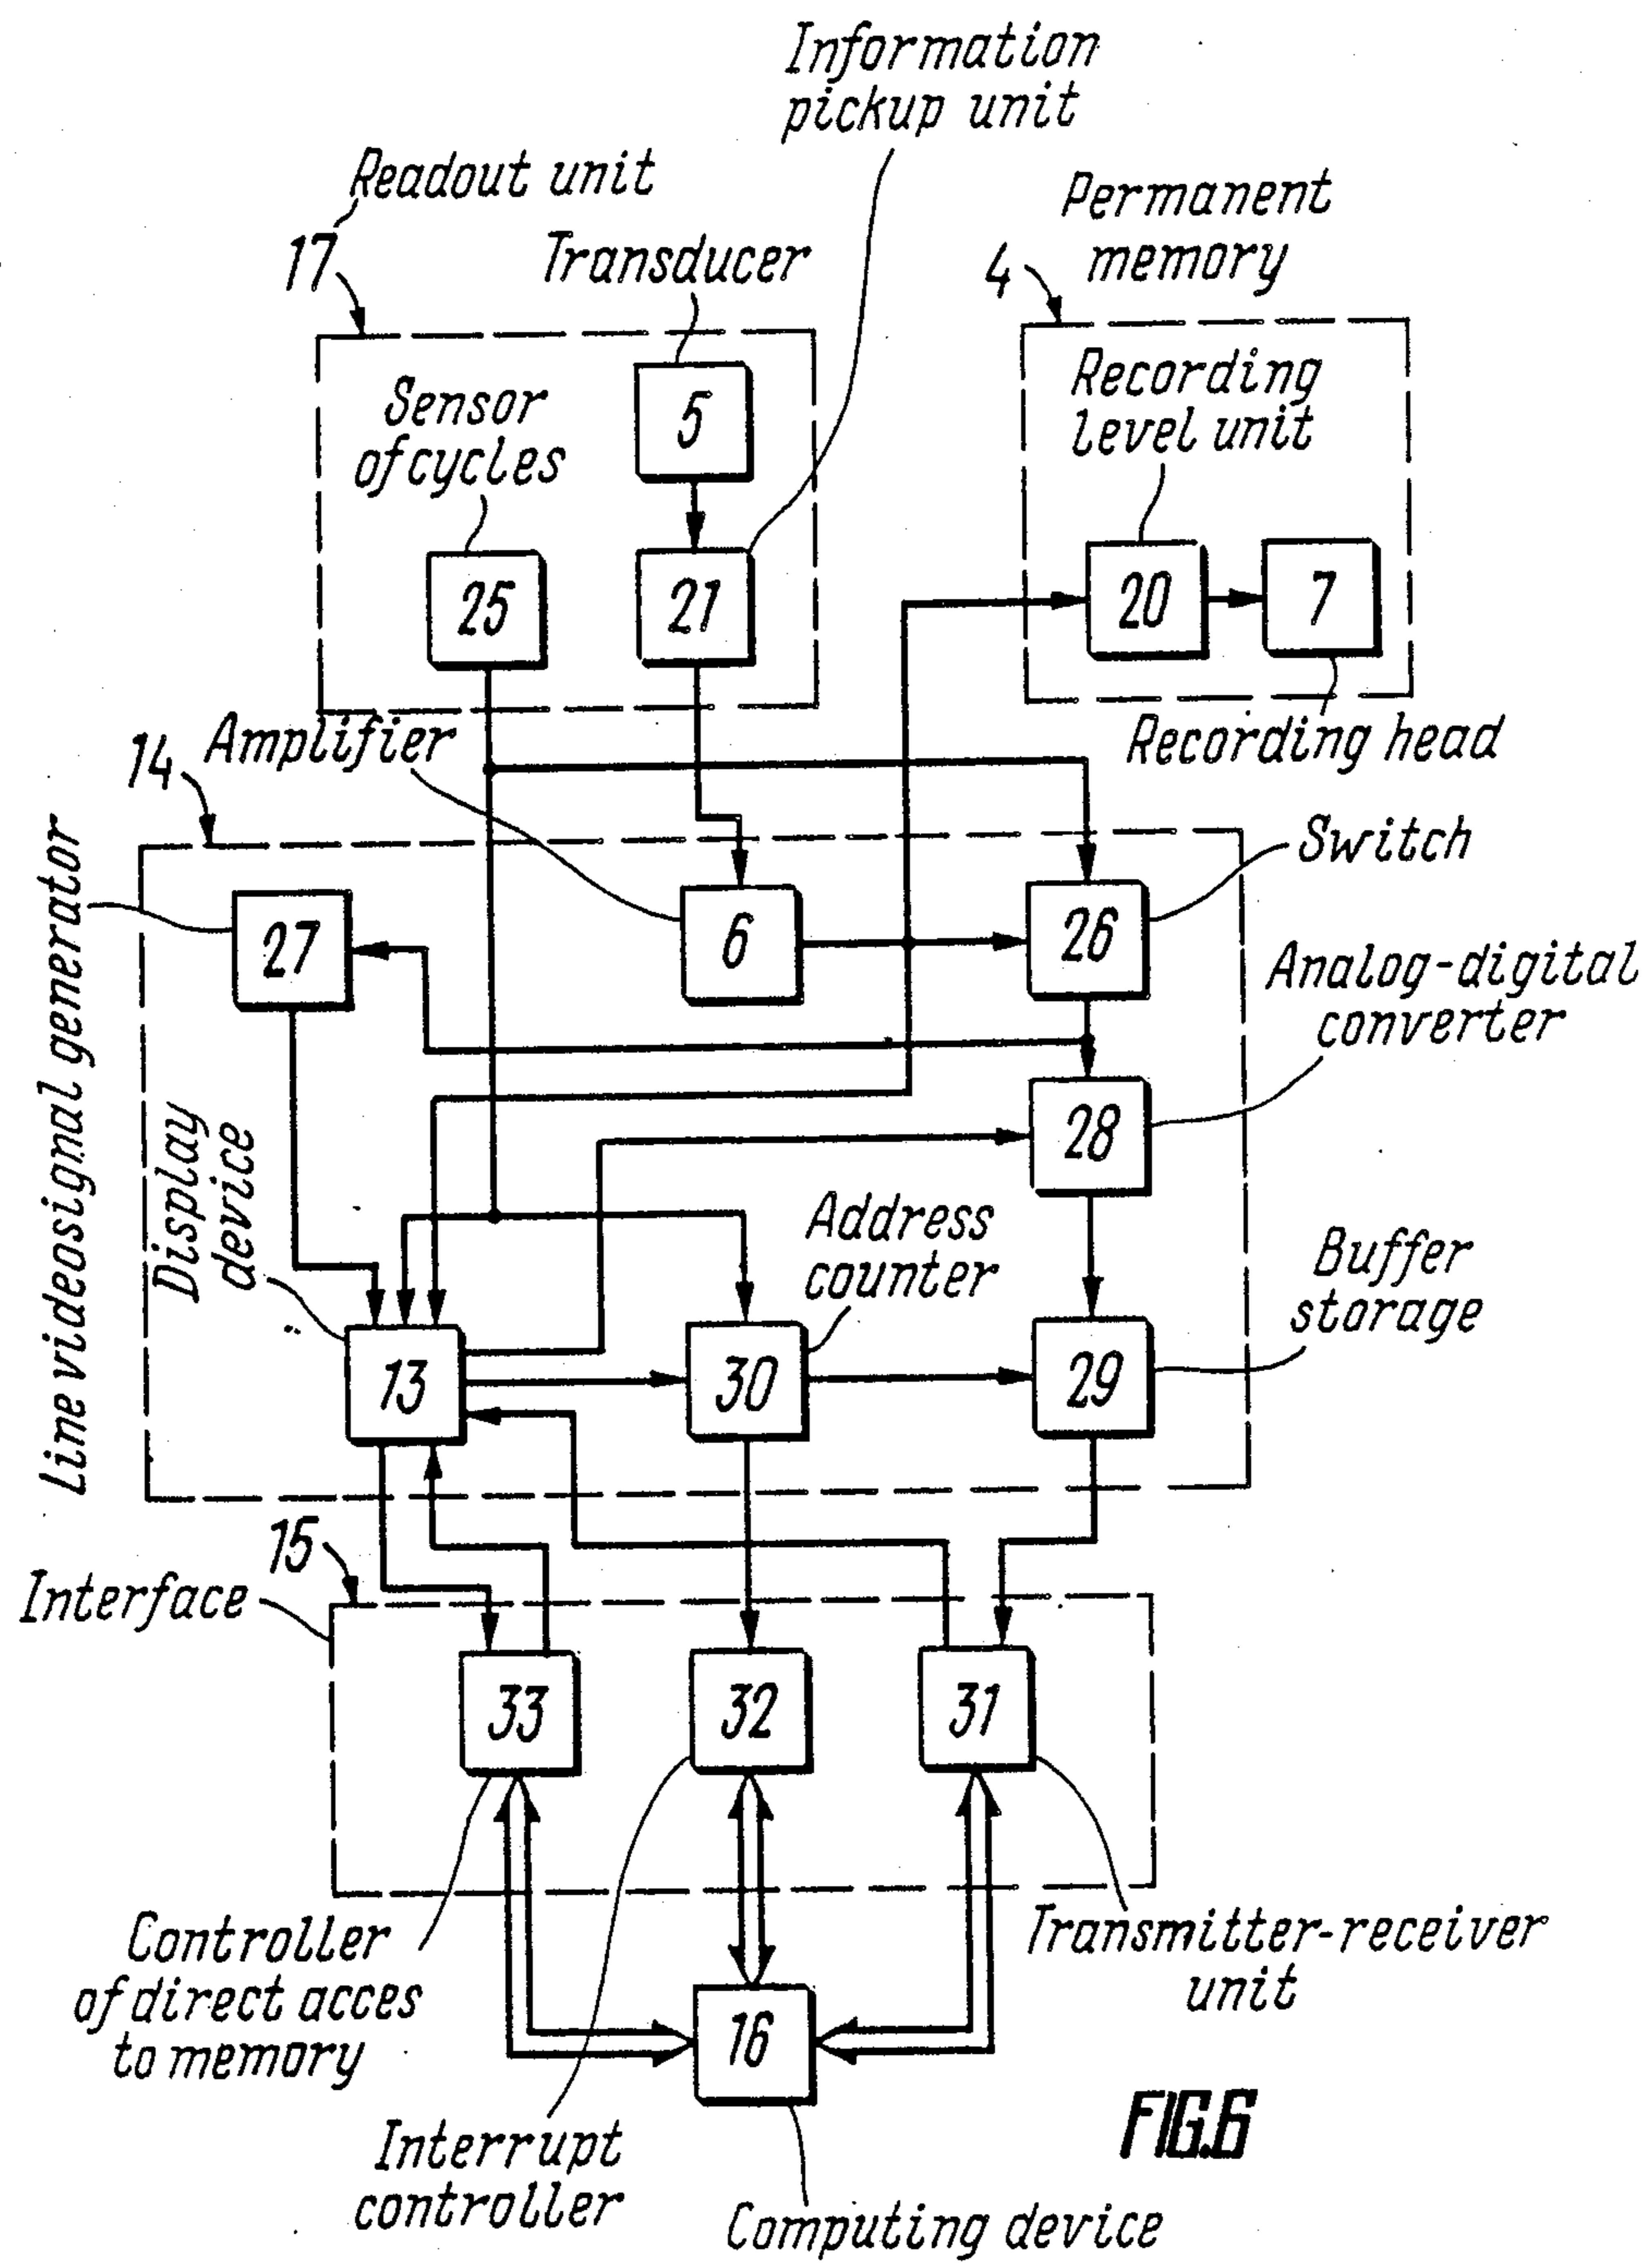 Information
pickup unit
Readout unit
17
Transducer
Permanent
memory
4
Sensor
of cycles
5
Recording
level unit
25
21
20
7
Recording head
14
Amplifier
Switch
27
6
26
Line videosignal generator
Analog-digital
converter
28
Display
device
Address
counter
Buffer
storage
13
30
29
15
Interface
33
32
31
Controller
of direct acces
to memory
Transmitter-receiver
unit
16
Interrupt
controller
Computing device
FIG.6